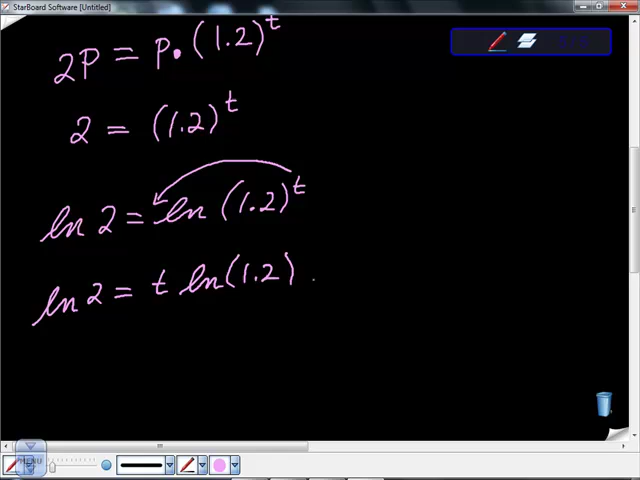 StarBoard Software [Untitled]
2P = P·(1.2)^t
2 = (1.2)^t
ln 2 = ln (1.2)^t
ln 2 = t ln(1.2)
MENU